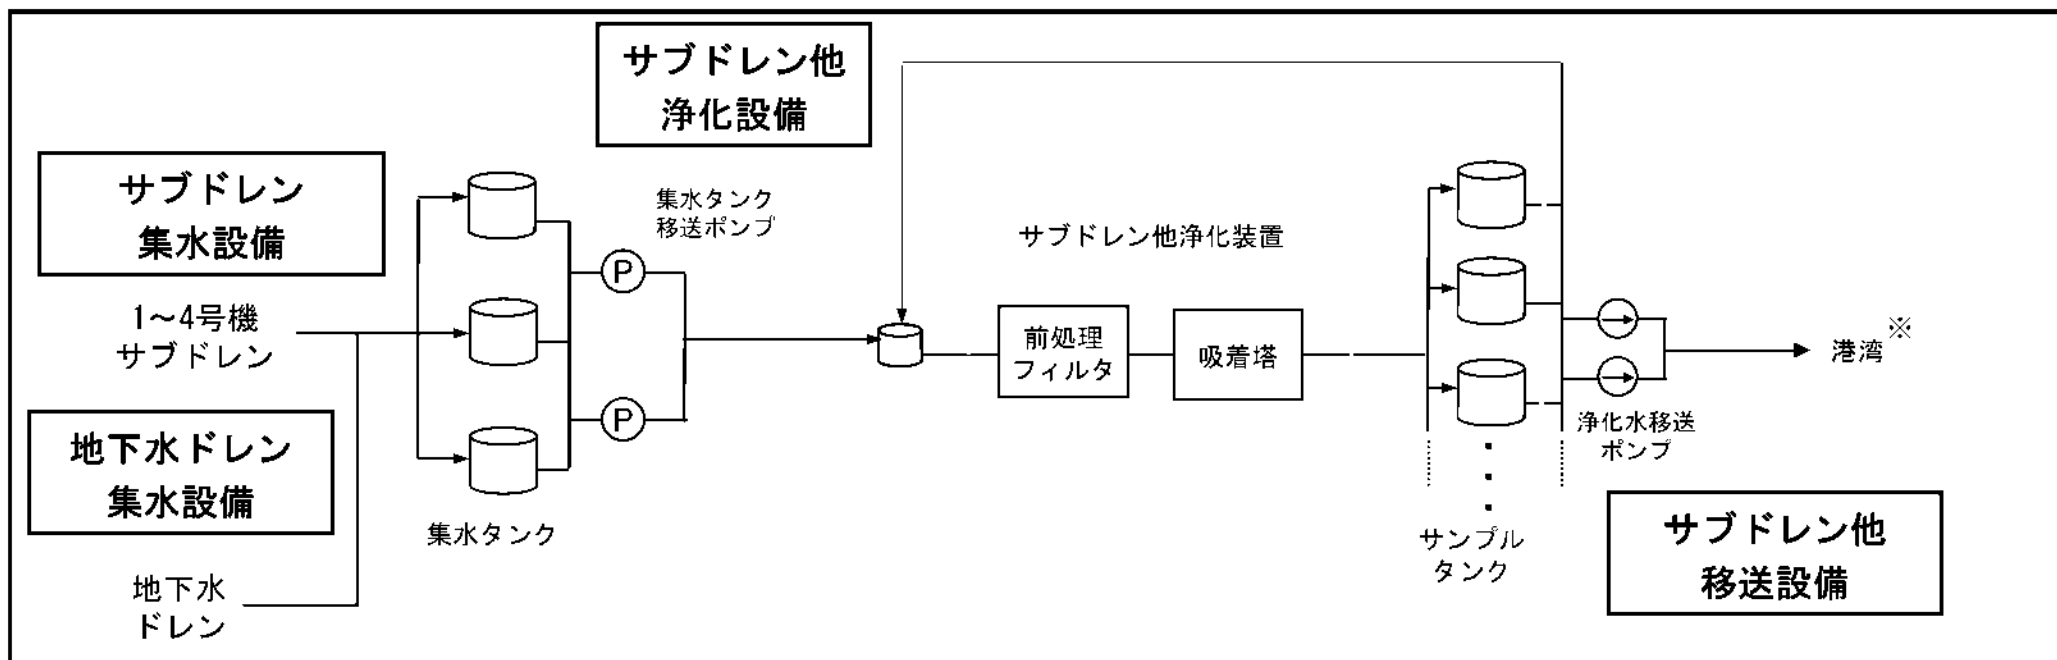 サブドレン他
浄化設備
サブドレン
集水設備
集水タンク
移送ポンプ
サブドレン他浄化装置
P
1～4号機
サブドレン
前処理
フィルタ
吸着塔
港湾※
P
地下水ドレン
集水設備
浄化水移送
ポンプ
集水タンク
サンプル
タンク
サブドレン他
移送設備
地下水
ドレン